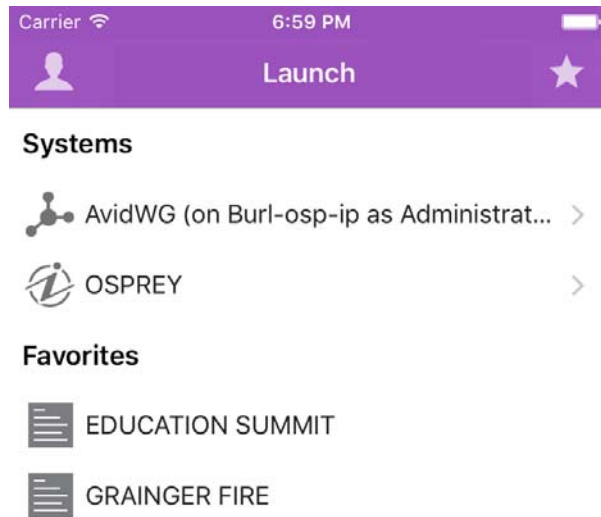 Carrier 6:59 PM
Launch
Systems
AvidWG (on Burl-osp-ip as Administrat...
OSPREY
Favorites
EDUCATION SUMMIT
GRAINGER FIRE